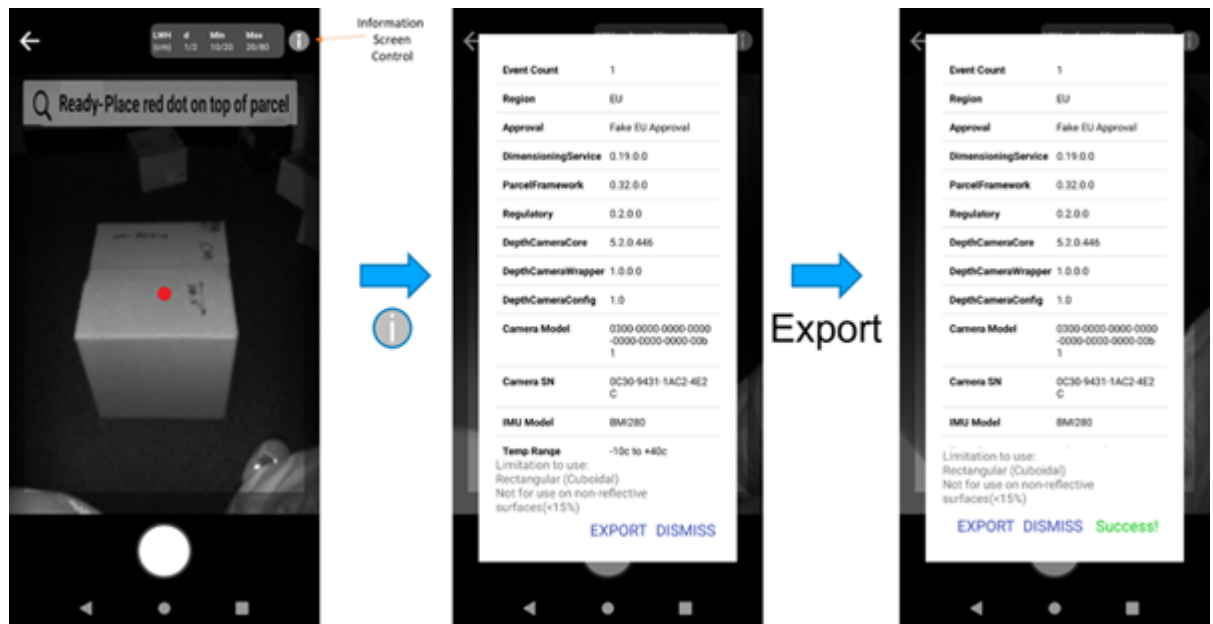 LWH d Min Max
(cm) 1/2 10/20 20/80
Ready-Place red dot on top of parcel
Information
Screen
Control
Event Count 1
Region EU
Approval Fake EU Approval
DimensioningService 0.19.0.0
ParcelFramework 0.32.0.0
Regulatory 0.2.0.0
DepthCameraCore 5.2.0.446
DepthCameraWrapper 1.0.0.0
DepthCameraConfig 1.0
Camera Model 0300-0000-0000-0000
-0000-0000-0000-00b
1
Camera SN 0C30-9431-1AC2-4E2
C
IMU Model BMI280
Temp Range -10c to +40c
Limitation to use:
Rectangular (Cuboidal)
Not for use on non-reflective
surfaces(<15%)
EXPORT DISMISS
Export
Event Count 1
Region EU
Approval Fake EU Approval
DimensioningService 0.19.0.0
ParcelFramework 0.32.0.0
Regulatory 0.2.0.0
DepthCameraCore 5.2.0.446
DepthCameraWrapper 1.0.0.0
DepthCameraConfig 1.0
Camera Model 0300-0000-0000-0000
-0000-0000-0000-00b
1
Camera SN 0C30-9431-1AC2-4E2
C
IMU Model BMI280
Limitation to use:
Rectangular (Cuboidal)
Not for use on non-reflective
surfaces(<15%)
EXPORT DISMISS Success!